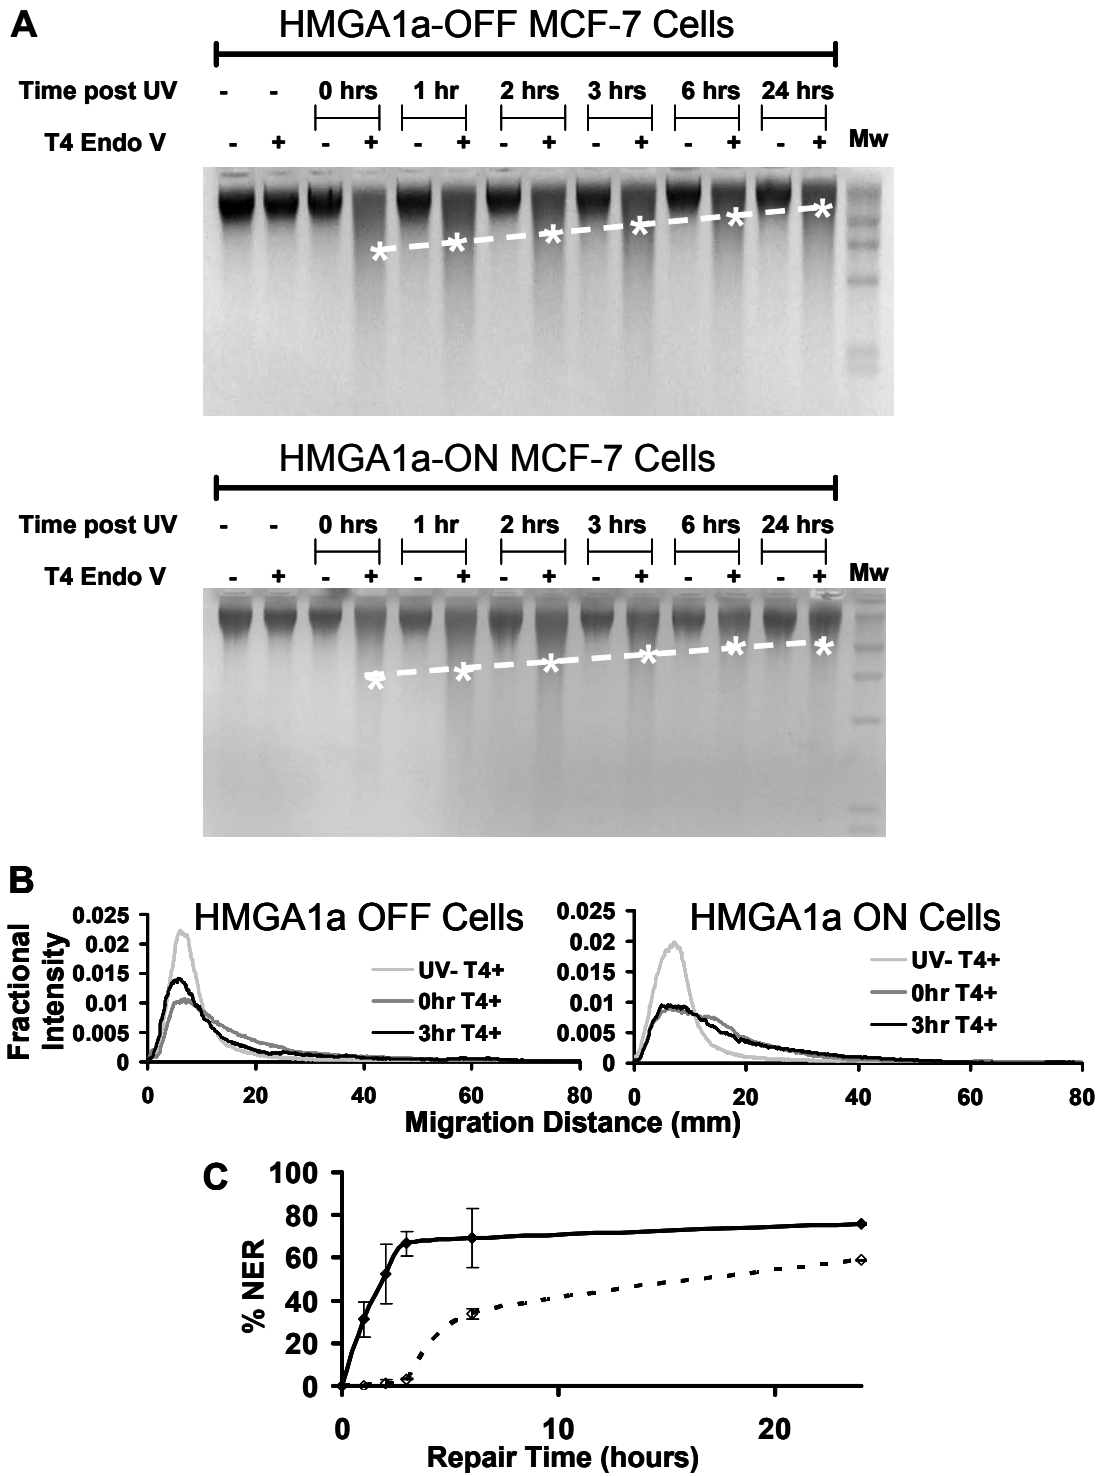 A
HMGA1a-OFF MCF-7 Cells
Time post UV - - 0 hrs 1 hr 2 hrs 3 hrs 6 hrs 24 hrs
T4 Endo V - + - + - + - + - + - + - + Mw
* * * * * *
HMGA1a-ON MCF-7 Cells
Time post UV - - 0 hrs 1 hr 2 hrs 3 hrs 6 hrs 24 hrs
T4 Endo V - + - + - + - + - + - + - + Mw
* * * * * *
B
Fractional
Intensity
HMGA1a OFF Cells
0.025
0.02
0.015
0.01
0.005
0
UV- T4+
0hr T4+
3hr T4+
0 20 40 60 80
HMGA1a ON Cells
0.025
0.02
0.015
0.01
0.005
0
UV- T4+
0hr T4+
3hr T4+
0 20 40 60 80
Migration Distance (mm)
C
% NER
100
80
60
40
20
0
0 10 20
Repair Time (hours)